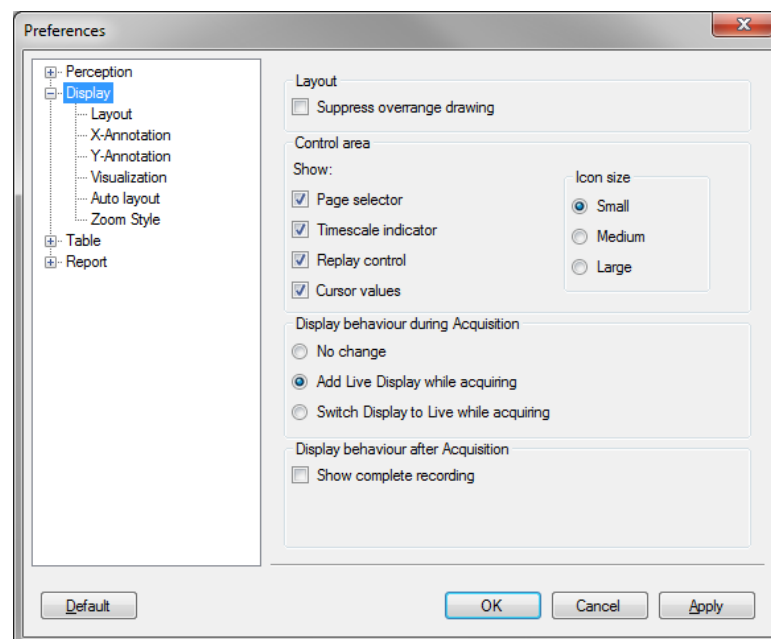 Preferences
Perception
Display
Layout
X-Annotation
Y-Annotation
Visualization
Auto layout
Zoom Style
Table
Report
Layout
Suppress overrange drawing
Control area
Show:
Page selector
Timescale indicator
Replay control
Cursor values
Icon size
Small
Medium
Large
Display behaviour during Acquisition
No change
Add Live Display while acquiring
Switch Display to Live while acquiring
Display behaviour after Acquisition
Show complete recording
Default
OK
Cancel
Apply